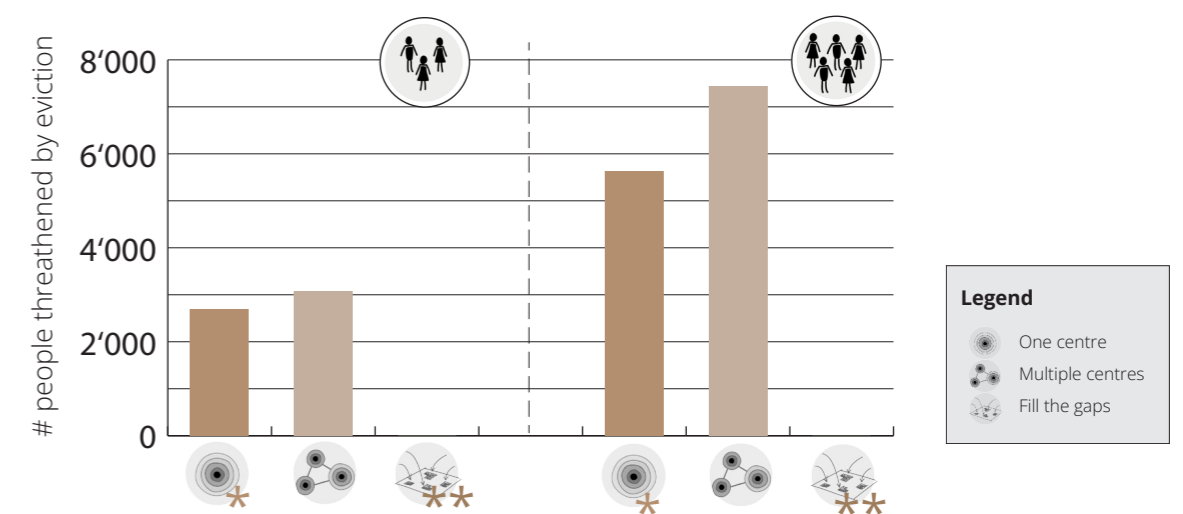 # people threathened by eviction
8‘000
6‘000
4‘000
2‘000
0
*
**
*
**
Legend
One centre
Multiple centres
Fill the gaps